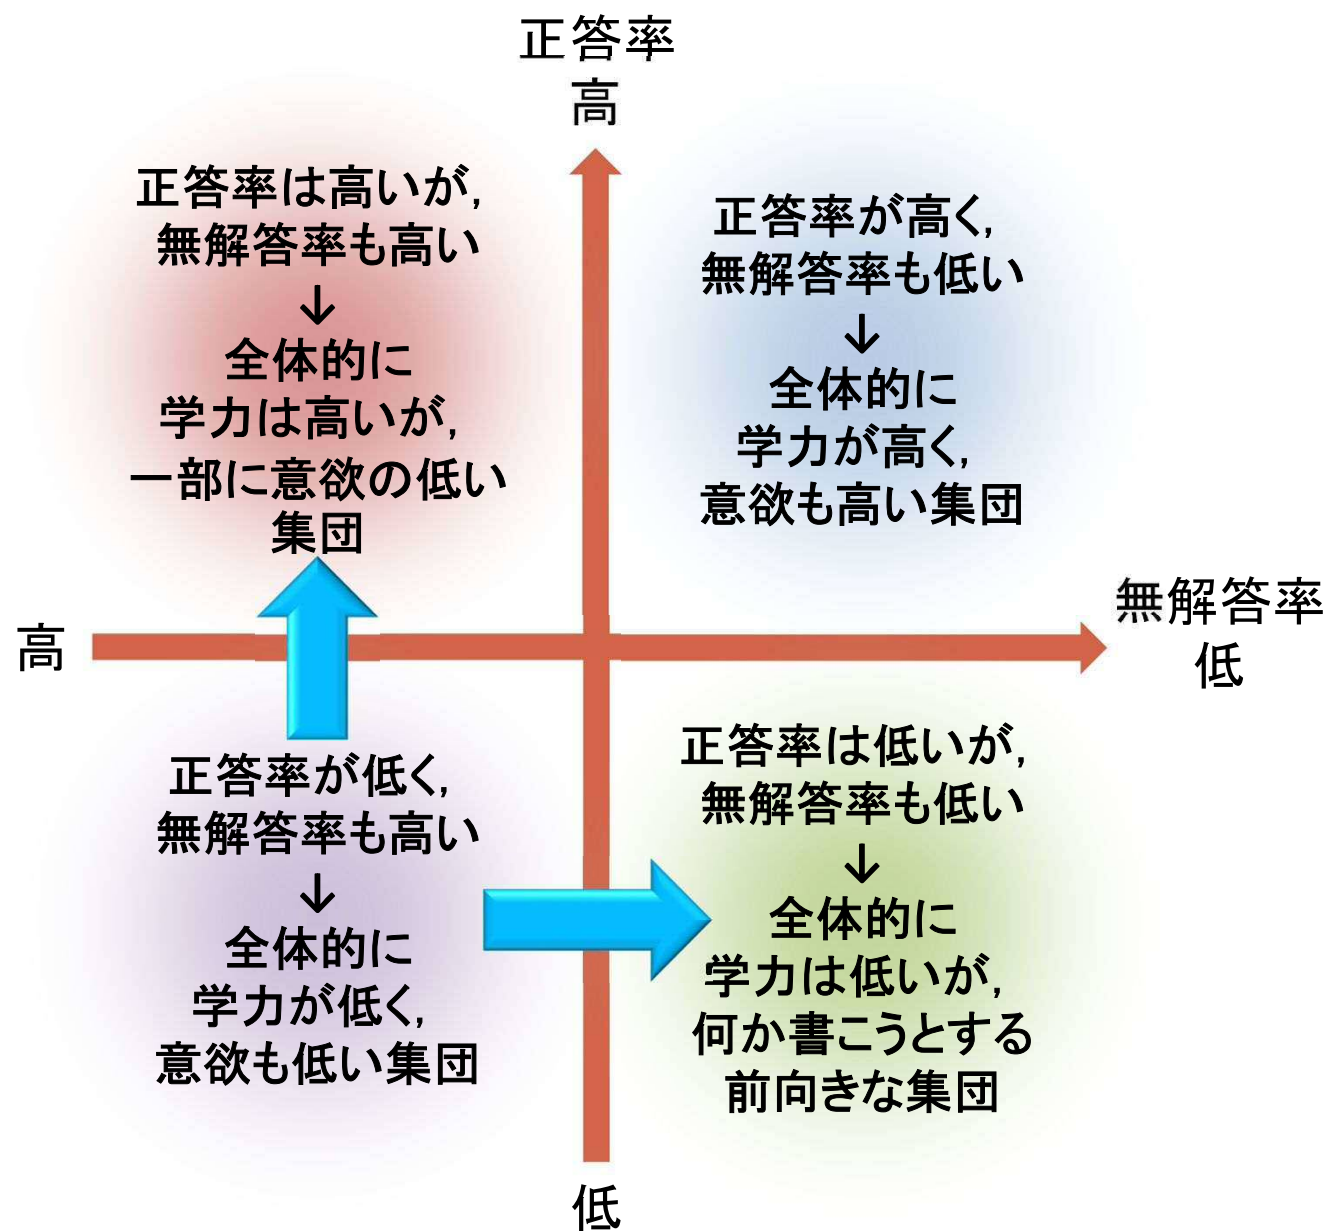 正答率
高
正答率は高いが,
無解答率も高い
↓
全体的に
学力は高いが,
一部に意欲の低い
集団
正答率が高く,
無解答率も低い
↓
全体的に
学力が高く,
意欲も高い集団
高
無解答率
低
正答率が低く,
無解答率も高い
↓
全体的に
学力が低く,
意欲も低い集団
正答率は低いが,
無解答率も低い
↓
全体的に
学力は低いが,
何か書こうとする
前向きな集団
低